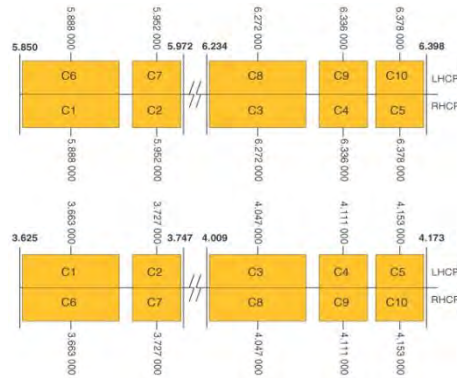 5.888 000 5.952 000 6.272 000 6.336 000 6.378 000
5.850 5.972 6.234 6.398
C6 C7 C8 C9 C10 LHCP
C1 C2 C3 C4 C5 RHCP
5.888 000 5.952 000 6.272 000 6.336 000 6.378 000
3.663 000 3.727 000 4.047 000 4.111 000 4.153 000
3.625 3.747 4.009 4.173
C1 C2 C3 C4 C5 LHCP
C6 C7 C8 C9 C10 RHCP
3.663 000 3.727 000 4.047 000 4.111 000 4.153 000